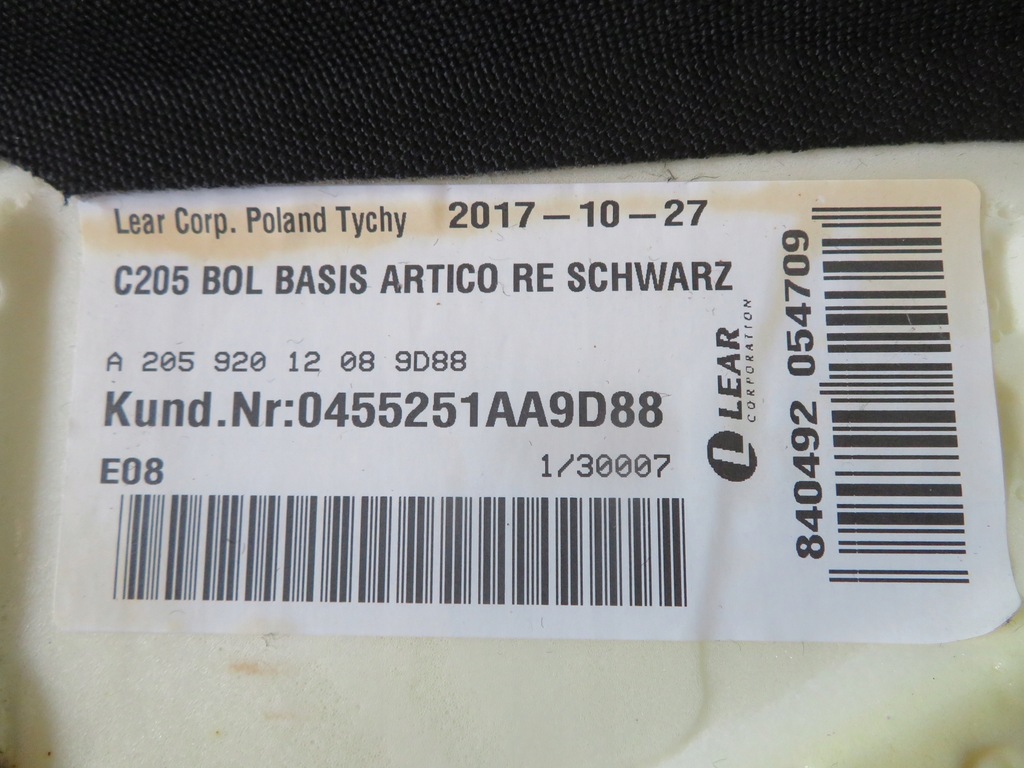 Lear Corp. Poland Tychy 2017-10-27
C205 BOL BASIS ARTICO RE SCHWARZ
A 205 920 12 08 9D88
Kund.Nr:0455251AA9D88
E08 1/30007
LEAR
CORPORATION
840492 054709